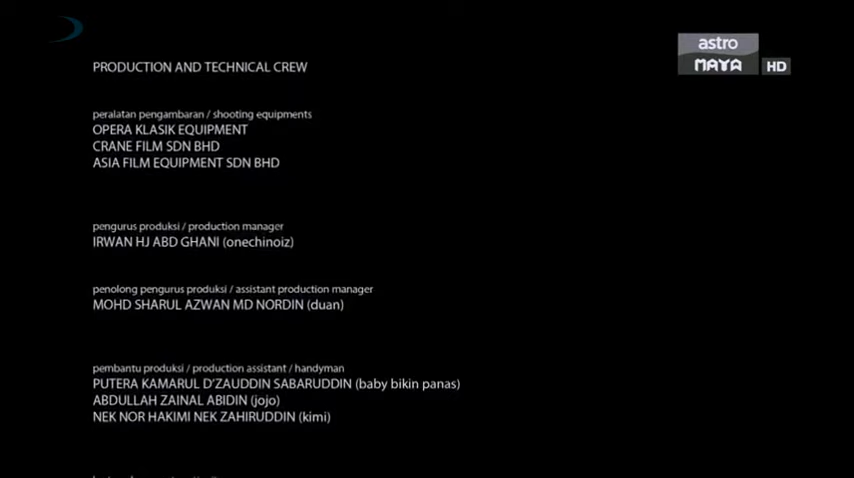 astro
MAYA HD
PRODUCTION AND TECHNICAL CREW
peralatan pengambaran / shooting equipments
OPERA KLASIK EQUIPMENT
CRANE FILM SDN BHD
ASIA FILM EQUIPMENT SDN BHD
pengurus produksi / production manager
IRWAN HJ ABD GHANI (onechinoiz)
penolong pengurus produksi / assistant production manager
MOHD SHARUL AZWAN MD NORDIN (duan)
pembantu produksi / production assistant / handyman
PUTERA KAMARUL D'ZAUDDIN SABARUDDIN (baby bikin panas)
ABDULLAH ZAINAL ABIDIN (jojo)
NEK NOR HAKIMI NEK ZAHIRUDDIN (kimi)